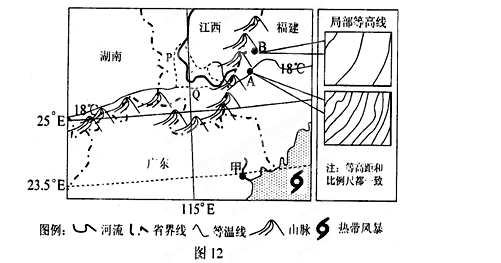 江西
福建
局部等高线
湖南
P
B
18℃
A
Q
18℃
25°E
广东
甲
注：等高距和
比例尺都一致
23.5°E
115°E
图例： 河流 省界线 等温线 山脉 热带风暴
图12